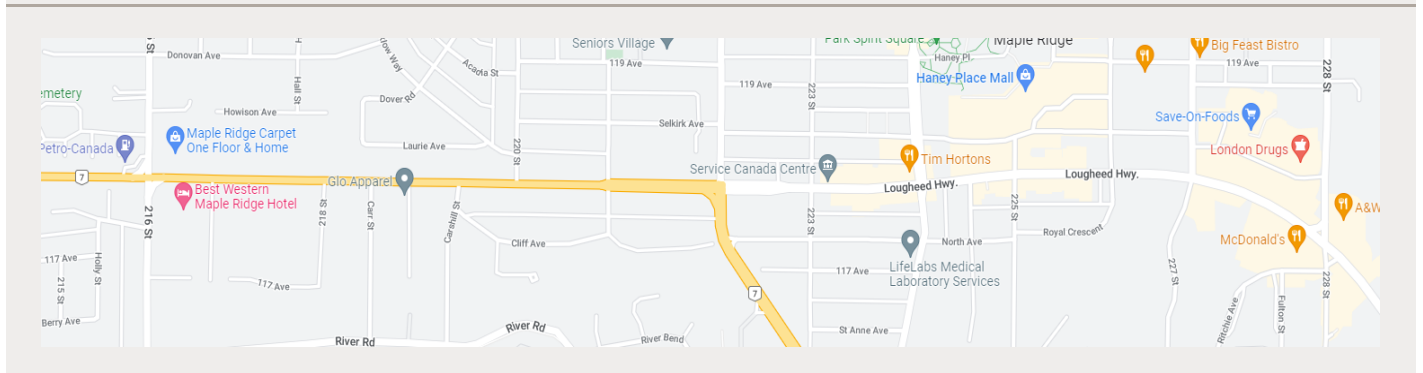 Seniors Village
Park Spirit Square
Maple Ridge
Big Feast Bistro
Donovan Ave
Acadia St
119 Ave
Haney Pl.
119 Ave
228 St
Haney Place Mall
119 Ave
Hall St
emetery
Dover Rd
223 St
Howison Ave
Selkirk Ave
Save-On-Foods
Maple Ridge Carpet
One Floor & Home
Petro-Canada
Laurie Ave
220 St
London Drugs
Tim Hortons
Service Canada Centre
7
Glo Apparel
Lougheed Hwy.
Lougheed Hwy.
Best Western
Maple Ridge Hotel
216 St
218 St
Carr St
Carshill St
223 St
225 St
A&W
Cliff Ave
North Ave
Royal Crescent
McDonald's
117 Ave
Holly St
215 St
117 Ave
117 Ave
LifeLabs Medical
Laboratory Services
227 St
228 St
7
Berry Ave
River Rd
River Rd
River Bend
St Anne Ave
Ritchie Ave
Fulton St